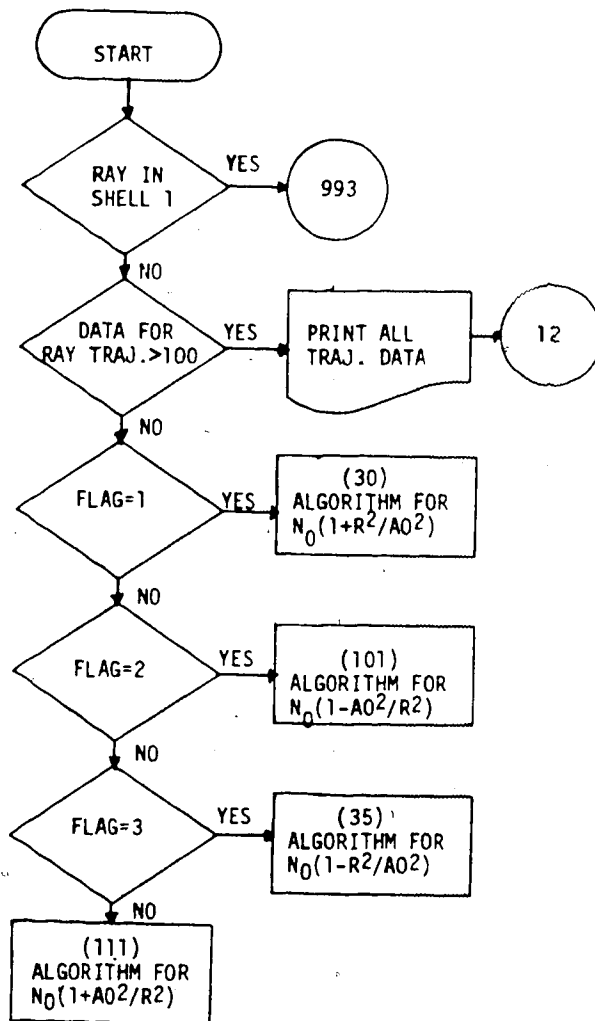 START
RAY IN
SHELL 1
YES
993
NO
DATA FOR
RAY TRAJ.>100
YES
PRINT ALL
TRAJ. DATA
12
NO
FLAG=1
YES
(30)
ALGORITHM FOR
N₀(1+R²/AO²)
NO
FLAG=2
YES
(101)
ALGORITHM FOR
N₀(1-AO²/R²)
NO
FLAG=3
YES
(35)
ALGORITHM FOR
N₀(1-R²/AO²)
NO
(111)
ALGORITHM FOR
N₀(1+AO²/R²)